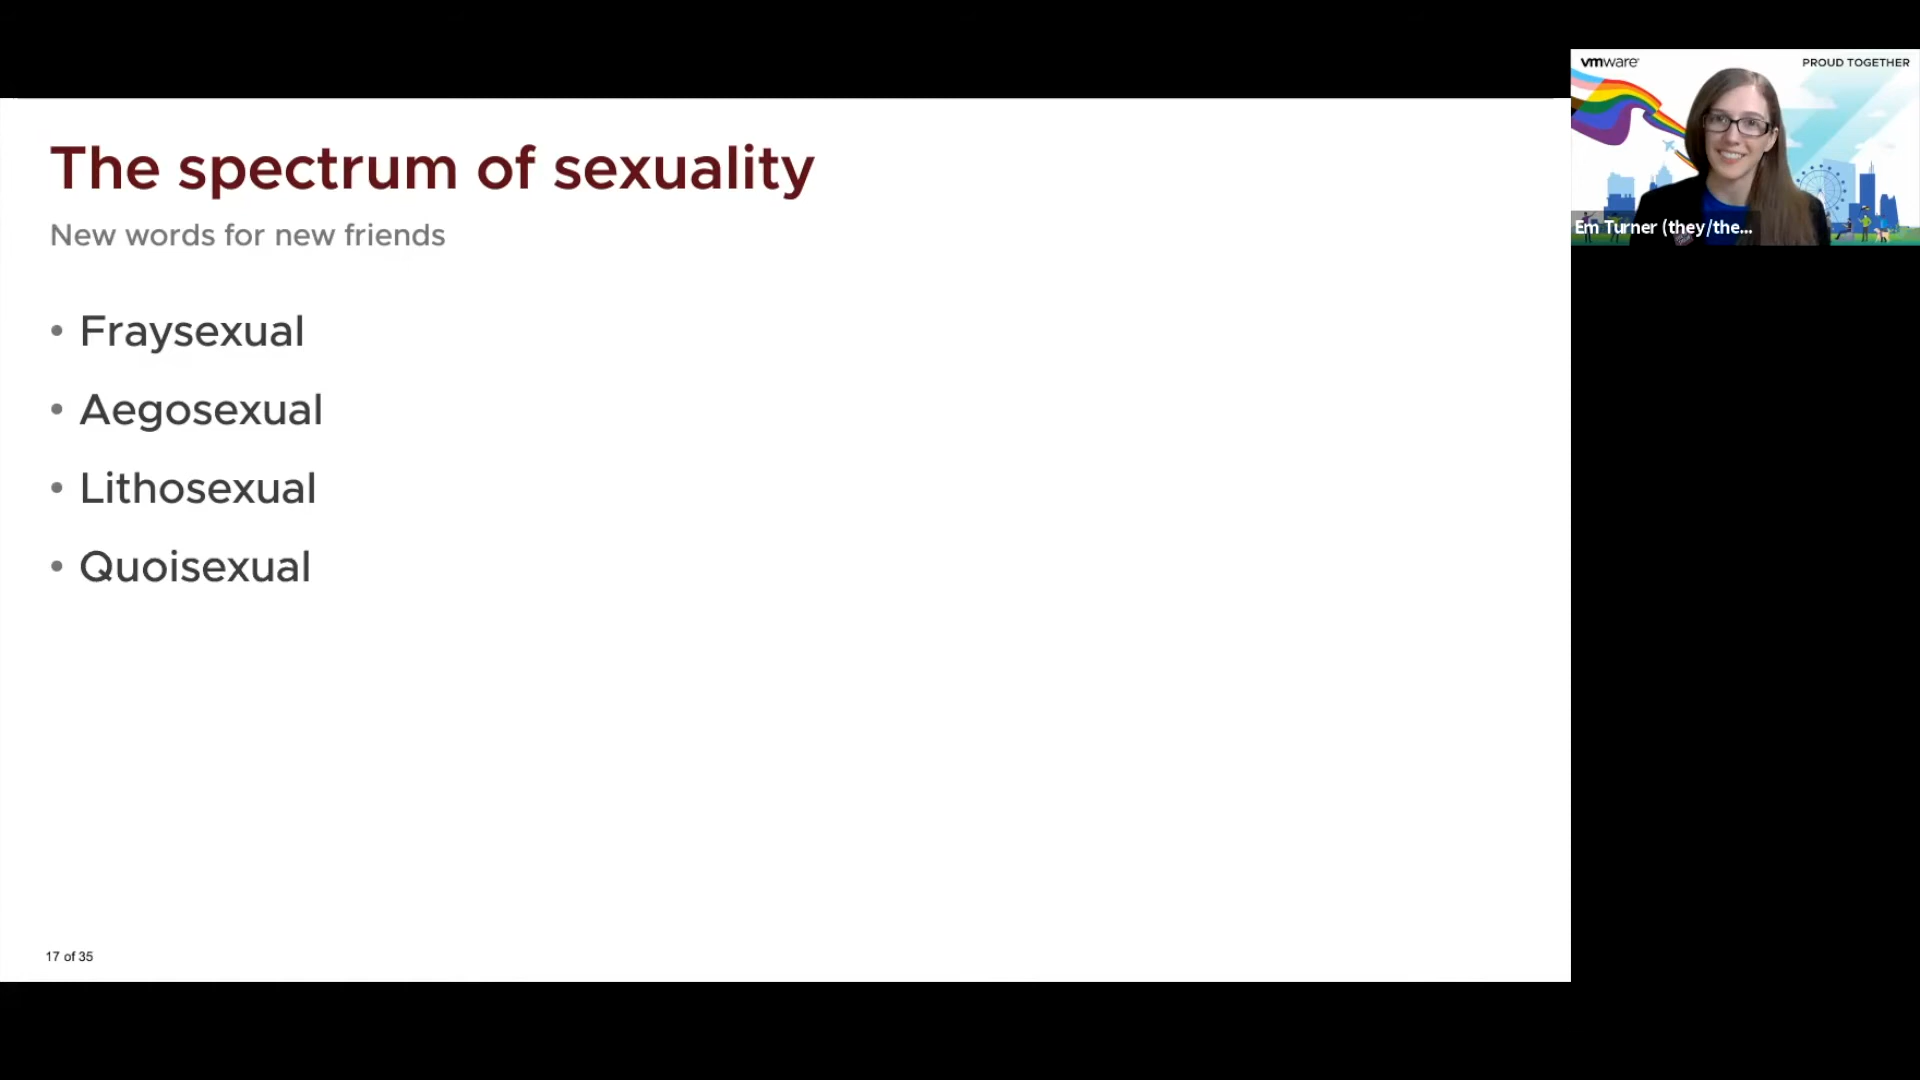 The spectrum of sexuality
New words for new friends
• Fraysexual
• Aegosexual
• Lithosexual
• Quoisexual
17 of 35
vmware
PROUD TOGETHER
Em Turner (they/the...